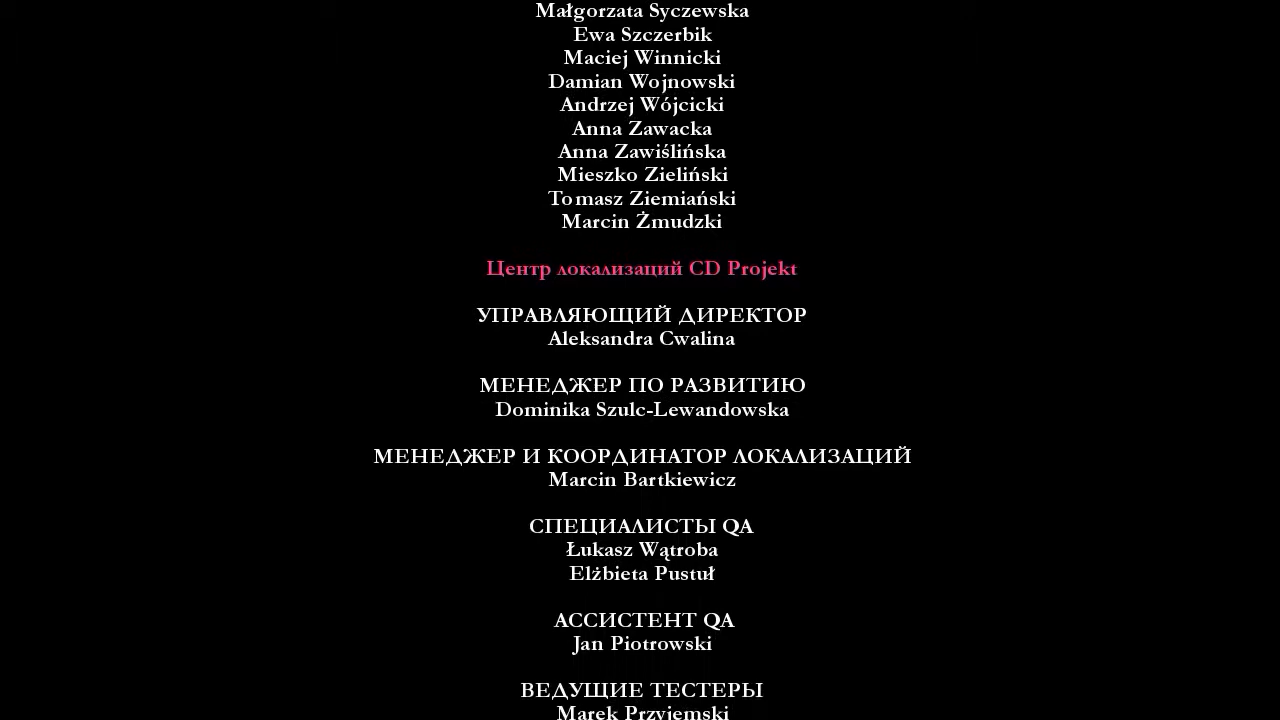 Małgorzata Syczewska
Ewa Szczerbik
Maciej Winnicki
Damian Wojnowski
Andrzej Wójcicki
Anna Zawacka
Anna Zawiślińska
Mieszko Zieliński
Tomasz Ziemiański
Marcin Żmudzki
Центр локализаций CD Projekt
УПРАВЛЯЮЩИЙ ДИРЕКТОР
Aleksandra Cwalina
МЕНЕДЖЕР ПО РАЗВИТИЮ
Dominika Szulc-Lewandowska
МЕНЕДЖЕР И КООРДИНАТОР ЛОКАЛИЗАЦИЙ
Marcin Bartkiewicz
СПЕЦИАЛИСТЫ QA
Łukasz Wątroba
Elżbieta Pustuł
АССИСТЕНТ QA
Jan Piotrowski
ВЕДУЩИЕ ТЕСТЕРЫ
Marek Przyjemski